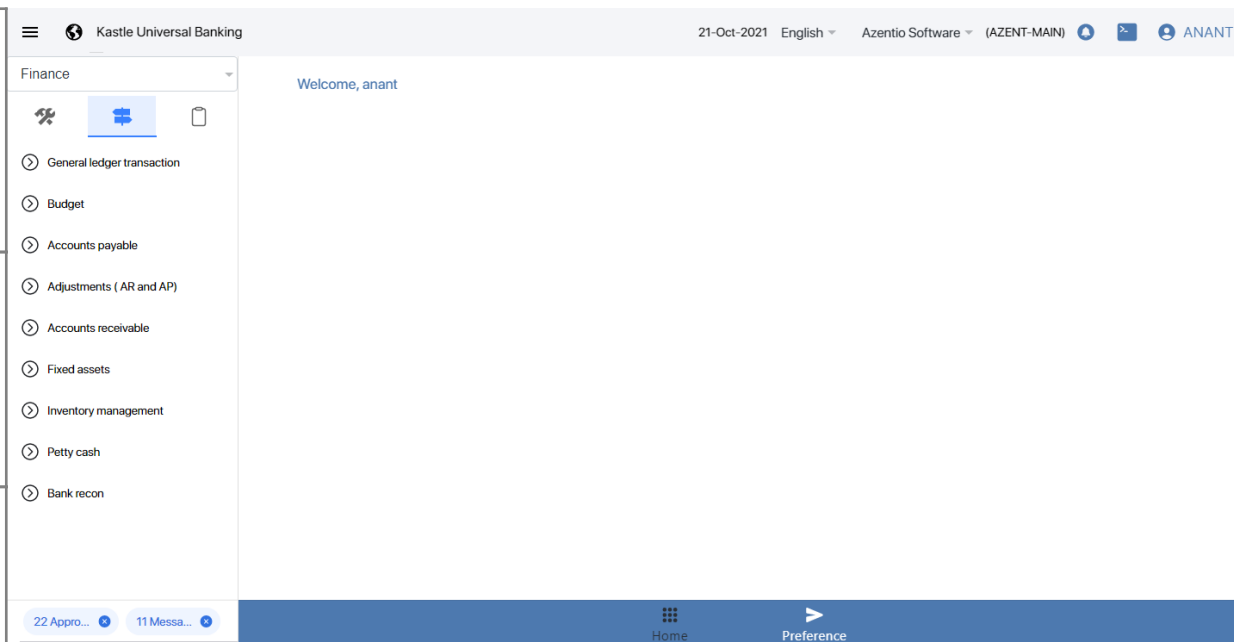 Kastle Universal Banking
21-Oct-2021 English Azentio Software (AZENT-MAIN) ANANT
Finance
Welcome, anant
General ledger transaction
Budget
Accounts payable
Adjustments ( AR and AP)
Accounts receivable
Fixed assets
Inventory management
Petty cash
Bank recon
22 Appro... 11 Messa...
Home Preference